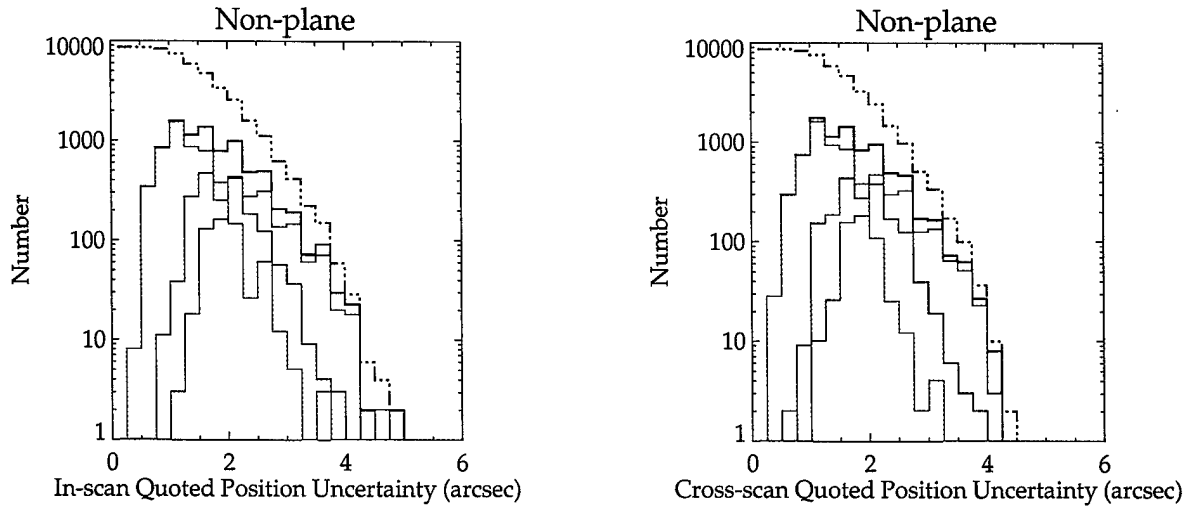 Non-plane
10000
1000
100
10
1
Number
0 2 4 6
In-scan Quoted Position Uncertainty (arcsec)
Non-plane
10000
1000
100
10
1
Number
0 2 4 6
Cross-scan Quoted Position Uncertainty (arcsec)